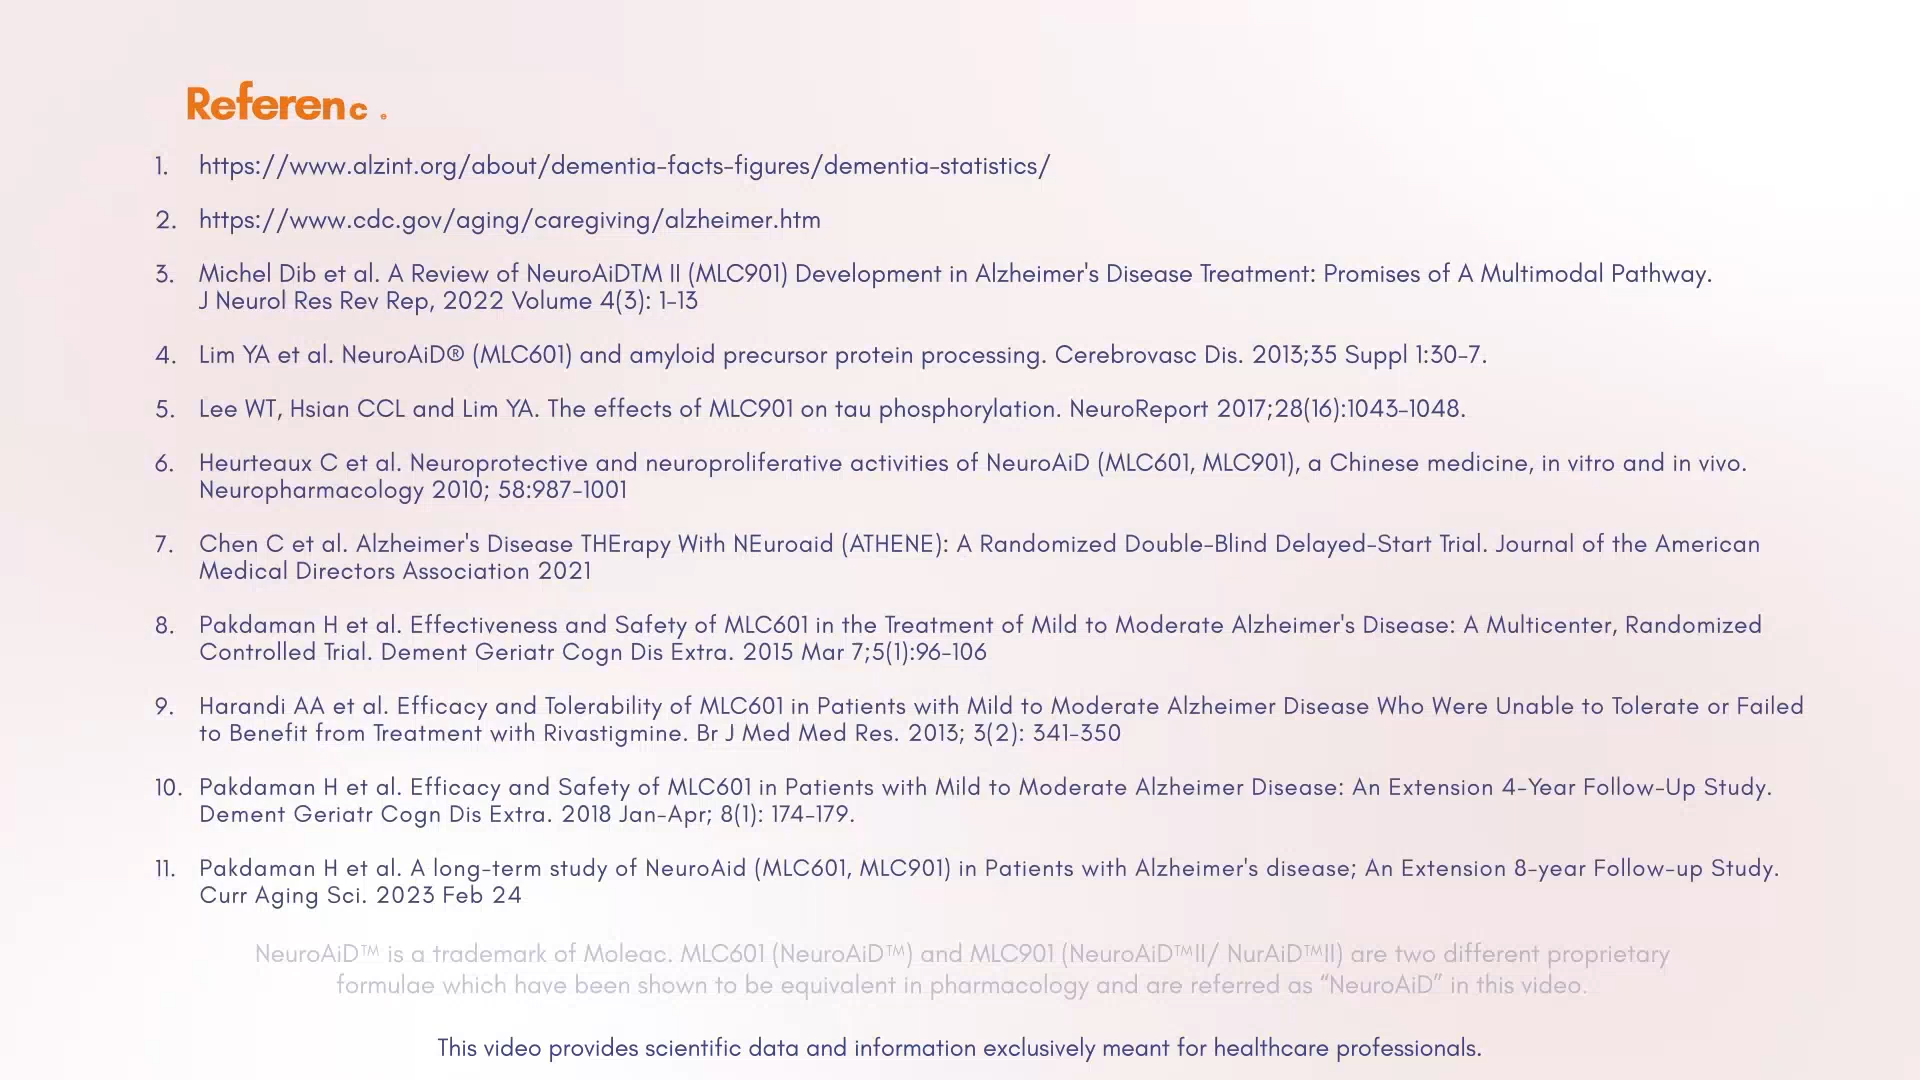 Reference
1. https://www.alzint.org/about/dementia-facts-figures/dementia-statistics/
2. https://www.cdc.gov/aging/caregiving/alzheimer.htm
3. Michel Dib et al. A Review of NeuroAiDTM II (MLC901) Development in Alzheimer's Disease Treatment: Promises of A Multimodal Pathway.
J Neurol Res Rev Rep, 2022 Volume 4(3): 1-13
4. Lim YA et al. NeuroAiD® (MLC601) and amyloid precursor protein processing. Cerebrovasc Dis. 2013;35 Suppl 1:30-7.
5. Lee WT, Hsian CCL and Lim YA. The effects of MLC901 on tau phosphorylation. NeuroReport 2017;28(16):1043-1048.
6. Heurteaux C et al. Neuroprotective and neuroproliferative activities of NeuroAiD (MLC601, MLC901), a Chinese medicine, in vitro and in vivo.
Neuropharmacology 2010; 58:987-1001
7. Chen C et al. Alzheimer's Disease THErapy With NEuroaid (ATHENE): A Randomized Double-Blind Delayed-Start Trial. Journal of the American
Medical Directors Association 2021
8. Pakdaman H et al. Effectiveness and Safety of MLC601 in the Treatment of Mild to Moderate Alzheimer's Disease: A Multicenter, Randomized
Controlled Trial. Dement Geriatr Cogn Dis Extra. 2015 Mar 7;5(1):96-106
9. Harandi AA et al. Efficacy and Tolerability of MLC601 in Patients with Mild to Moderate Alzheimer Disease Who Were Unable to Tolerate or Failed
to Benefit from Treatment with Rivastigmine. Br J Med Med Res. 2013; 3(2): 341-350
10. Pakdaman H et al. Efficacy and Safety of MLC601 in Patients with Mild to Moderate Alzheimer Disease: An Extension 4-Year Follow-Up Study.
Dement Geriatr Cogn Dis Extra. 2018 Jan-Apr; 8(1): 174-179.
11. Pakdaman H et al. A long-term study of NeuroAid (MLC601, MLC901) in Patients with Alzheimer's disease; An Extension 8-year Follow-up Study.
Curr Aging Sci. 2023 Feb 24
NeuroAiD™ is a trademark of Moleac. MLC601 (NeuroAiD™) and MLC901 (NeuroAiD™II/ NurAiD™II) are two different proprietary
formulae which have been shown to be equivalent in pharmacology and are referred as “NeuroAiD” in this video.
This video provides scientific data and information exclusively meant for healthcare professionals.